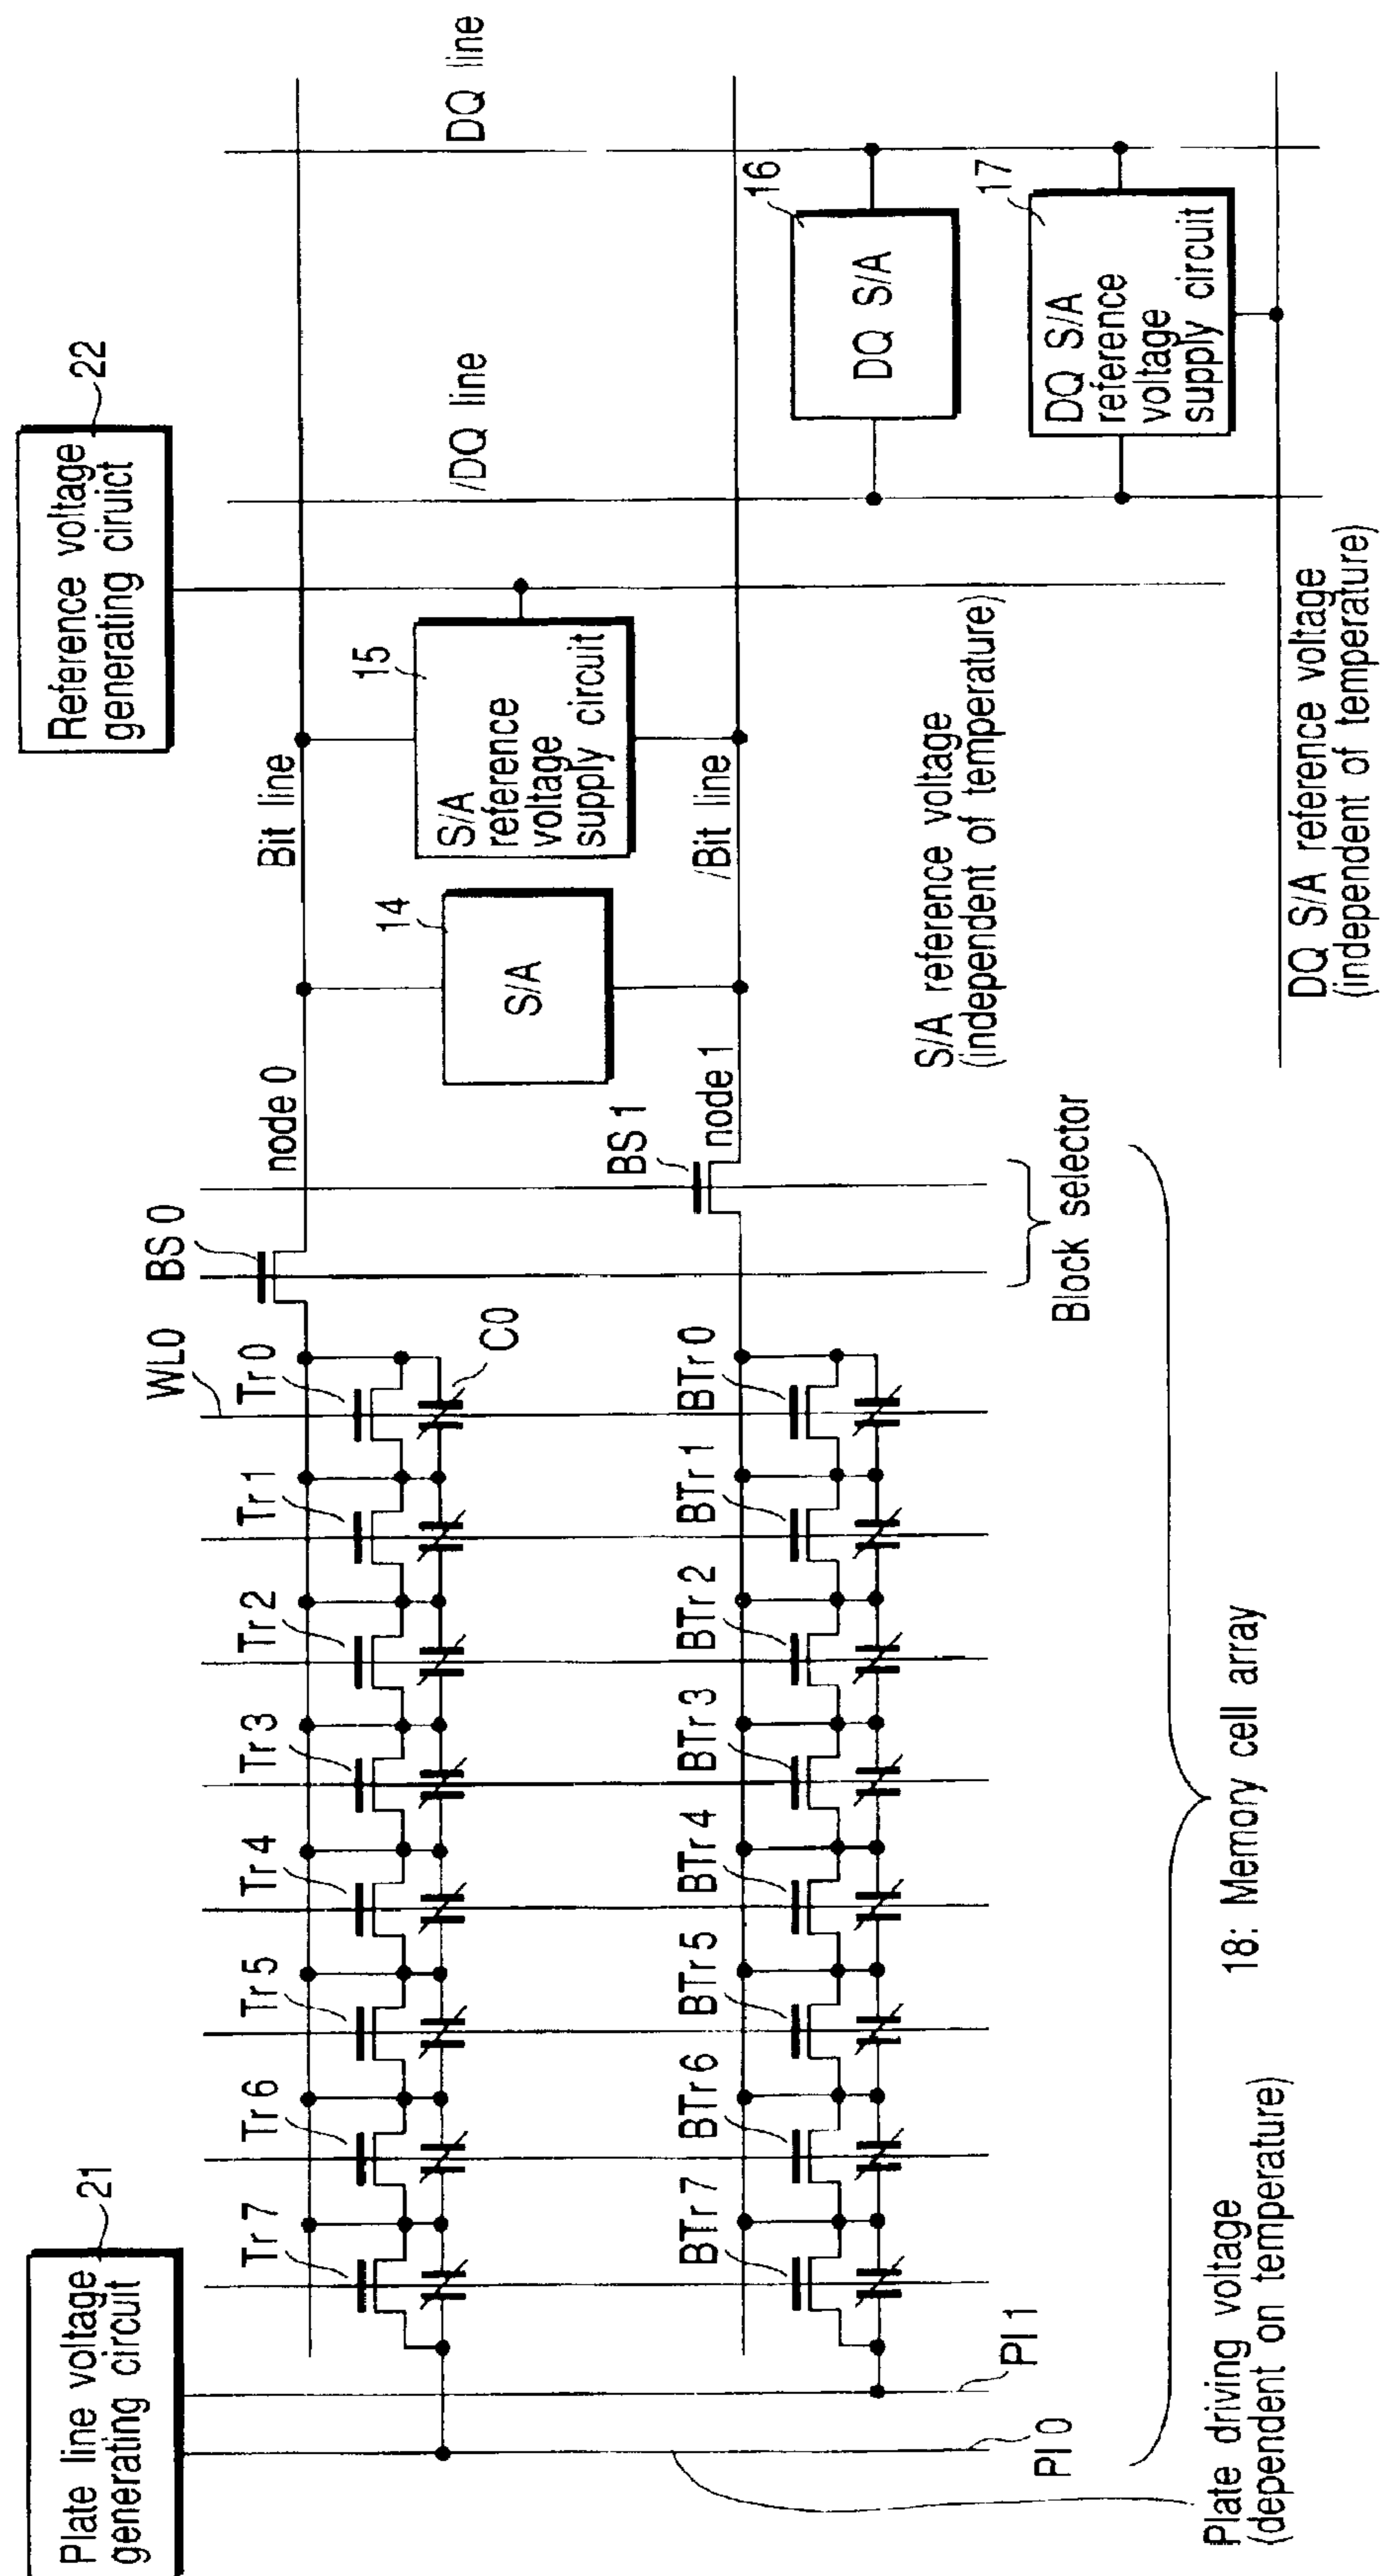 Plate line voltage
generating circuit
21
Reference voltage
generating ciruict
22
WL0
BS 0
Tr 7
Tr 6
Tr 5
Tr 4
Tr 3
Tr 2
Tr 1
Tr 0
C0
node 0
Bit line
DQ line
/DQ line
14
S/A
15
S/A
reference
voltage
supply circuit
BTr 7
BTr 6
BTr 5
BTr 4
BTr 3
BTr 2
BTr 1
BTr 0
BS 1
node 1
/Bit line
16
DQ S/A
17
DQ S/A
reference
voltage
supply circuit
Pl 0
Pl 1
Block selector
S/A reference voltage
(independent of temperature)
18: Memory cell array
Plate driving voltage
(dependent on temperature)
DQ S/A reference voltage
(independent of temperature)